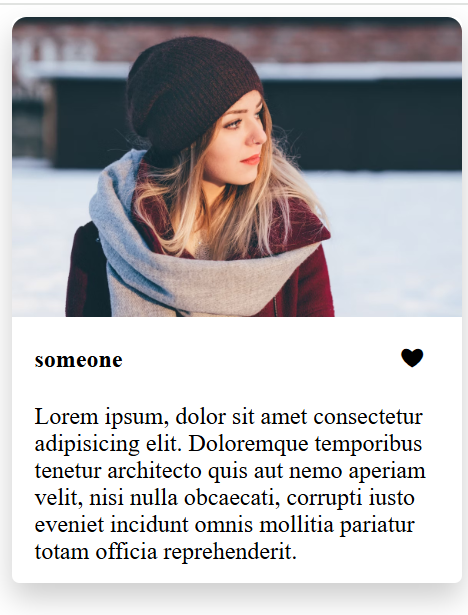 someone
Lorem ipsum, dolor sit amet consectetur
adipisicing elit. Doloremque temporibus
tenetur architecto quis aut nemo aperiam
velit, nisi nulla obcaecati, corrupti iusto
eveniet incidunt omnis mollitia pariatur
totam officia reprehenderit.